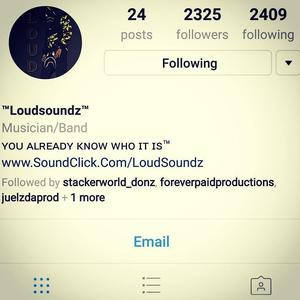 LOUD
24 2325 2409
posts followers following
Following
™Loudsoundz™
Musician/Band
YOU ALREADY KNOW WHO IT IS™
www.SoundClick.Com/LoudSoundz
Followed by stackerworld_donz, foreverpaidproductions,
juelzdaprod + 1 more
Email